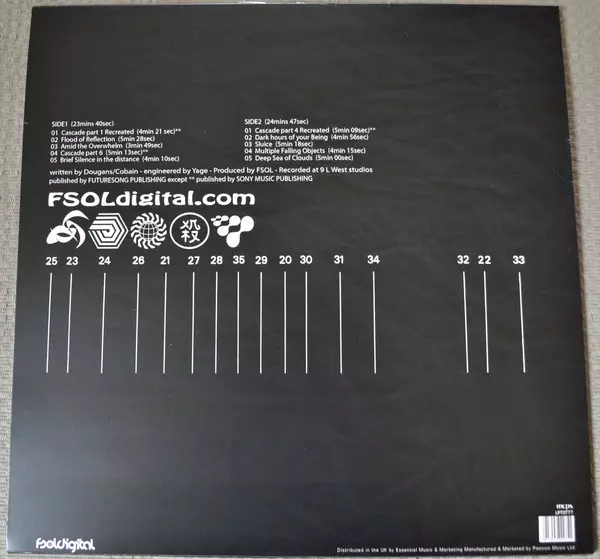 SIDE1 (23mins 40sec)
01 Cascade part 1 Recreated (4min 21 sec)**
02 Flood of Reflection (5min 28sec)
03 Amid the Overwhelm (3min 49sec)
04 Cascade part 6 (5min 13sec)**
05 Brief Silence in the distance (4min 10sec)
SIDE2 (24mins 47sec)
01 Cascade part 4 Recreated (5min 09sec)**
02 Dark hours of your Being (4min 56sec)
03 Sluice (5min 18sec)
04 Multiple Falling Objects (4min 15sec)
05 Deep Sea of Clouds (5min 00sec)
written by Dougans/Cobain - engineered by Yage - Produced by FSOL - Recorded at 9 L West studios
published by FUTURESONG PUBLISHING except ** published by SONY MUSIC PUBLISHING
FSOLdigital.com
殺
25 23 24 26 21 27 28 35 29 20 30 31 34 32 22 33
mcps
fsoldigital
Distributed in the UK by Essential Music & Marketing Manufactured & Marketed by Passion Music Ltd